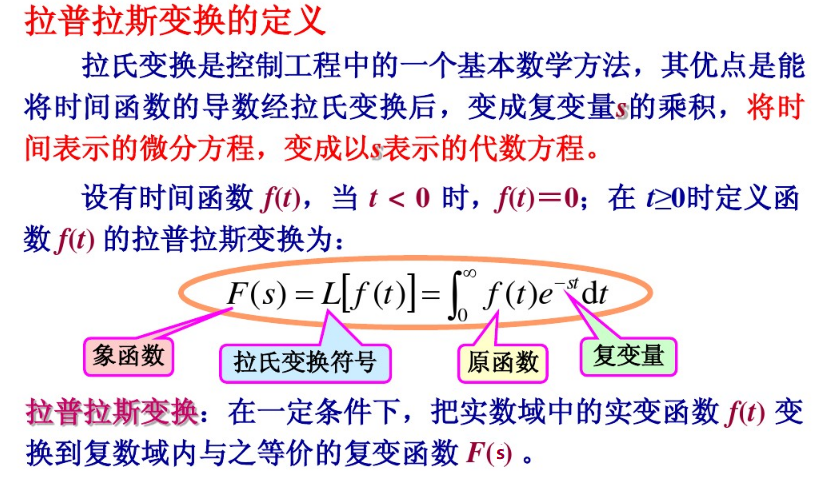 拉普拉斯变换的定义
拉氏变换是控制工程中的一个基本数学方法，其优点是能
将时间函数的导数经拉氏变换后，变成复变量s的乘积，将时
间表示的微分方程，变成以s表示的代数方程。
设有时间函数 f(t)，当 t < 0 时，f(t)＝0；在 t≥0时定义函
数 f(t) 的拉普拉斯变换为：
F(s) = L[f(t)] = ∫₀^∞ f(t)e^{-st}dt
象函数 拉氏变换符号 原函数 复变量
拉普拉斯变换：在一定条件下，把实数域中的实变函数 f(t) 变
换到复数域内与之等价的复变函数 F(s) 。